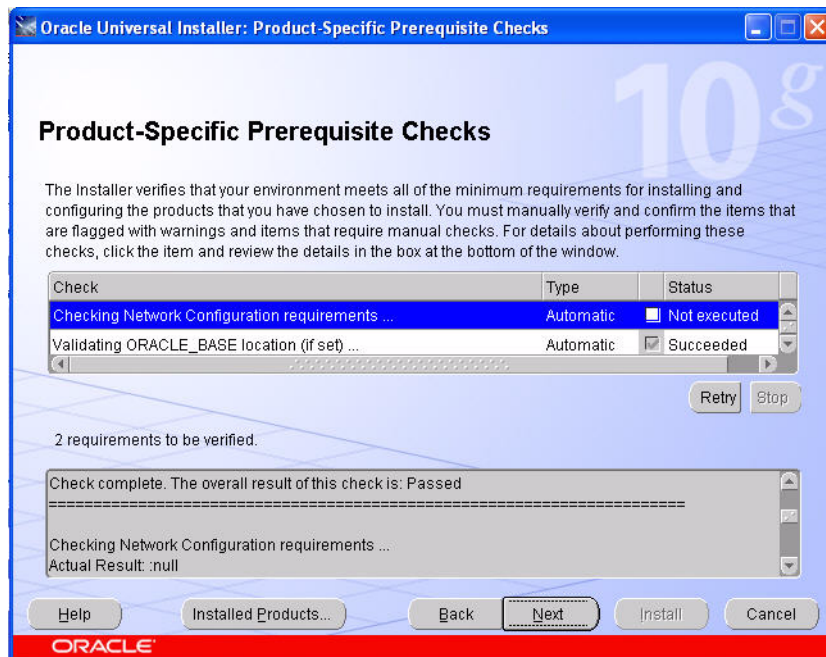 Oracle Universal Installer: Product-Specific Prerequisite Checks
10g
Product-Specific Prerequisite Checks
The Installer verifies that your environment meets all of the minimum requirements for installing and
configuring the products that you have chosen to install. You must manually verify and confirm the items that
are flagged with warnings and items that require manual checks. For details about performing these
checks, click the item and review the details in the box at the bottom of the window.
Check Type Status
Checking Network Configuration requirements ... Automatic Not executed
Validating ORACLE_BASE location (if set) ... Automatic Succeeded
Retry Stop
2 requirements to be verified.
Check complete. The overall result of this check is: Passed
========================================================================
Checking Network Configuration requirements ...
Actual Result: :null
Help Installed Products... Back Next Install Cancel
ORACLE